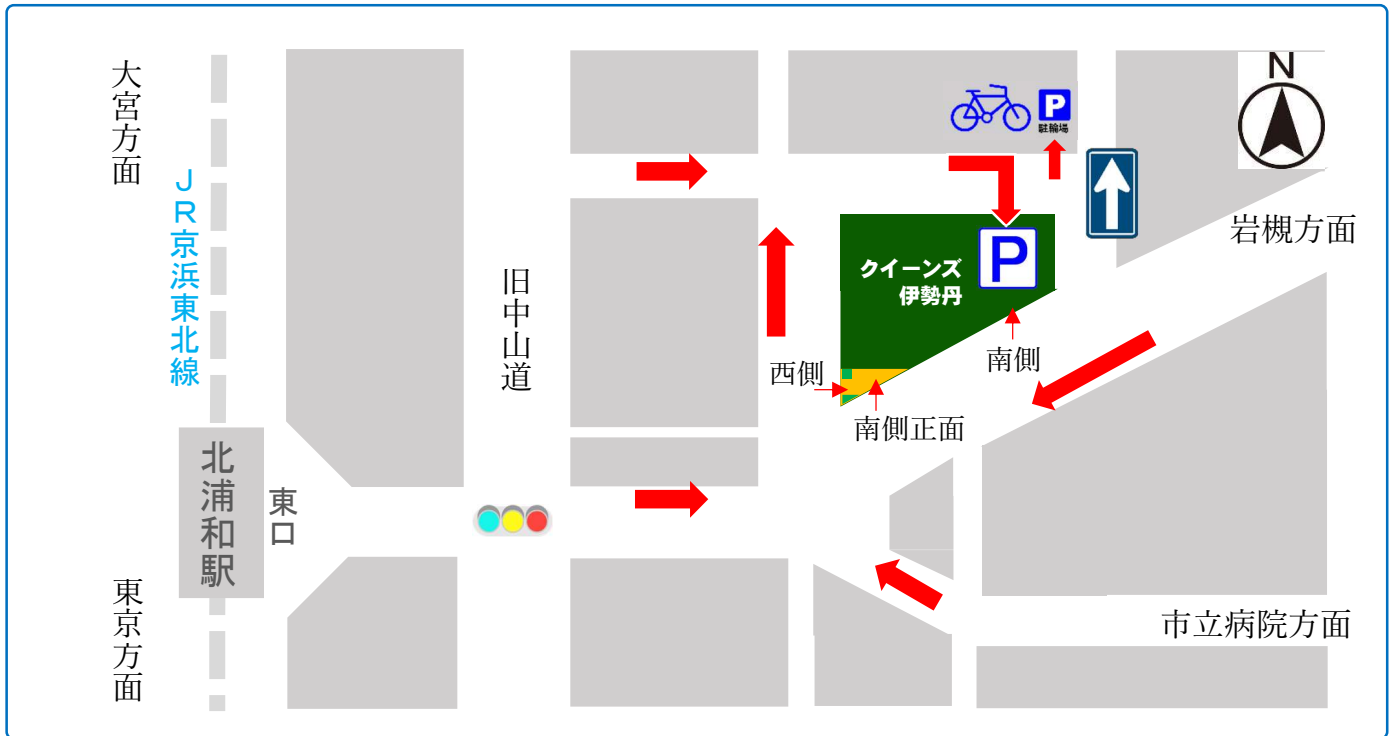 大宮方面
JR京浜東北線
北浦和駅
東口
東京方面
旧中山道
P
駐輪場
N
クイーンズ
伊勢丹
P
岩槻方面
西側
南側
南側正面
市立病院方面